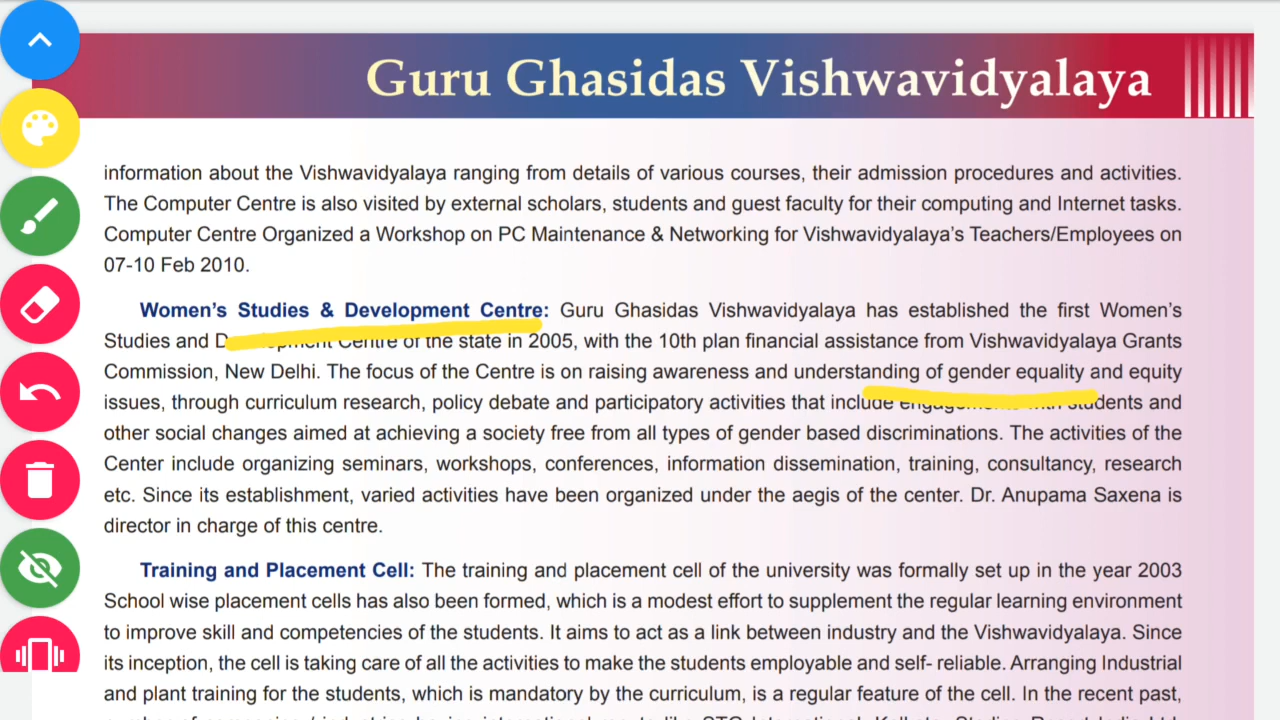 Guru Ghasidas Vishwavidyalaya
information about the Vishwavidyalaya ranging from details of various courses, their admission procedures and activities.
The Computer Centre is also visited by external scholars, students and guest faculty for their computing and Internet tasks.
Computer Centre Organized a Workshop on PC Maintenance & Networking for Vishwavidyalaya's Teachers/Employees on
07-10 Feb 2010.
Women's Studies & Development Centre: Guru Ghasidas Vishwavidyalaya has established the first Women's
Studies and Development Centre of the state in 2005, with the 10th plan financial assistance from Vishwavidyalaya Grants
Commission, New Delhi. The focus of the Centre is on raising awareness and understanding of gender equality and equity
issues, through curriculum research, policy debate and participatory activities that include engagements with students and
other social changes aimed at achieving a society free from all types of gender based discriminations. The activities of the
Center include organizing seminars, workshops, conferences, information dissemination, training, consultancy, research
etc. Since its establishment, varied activities have been organized under the aegis of the center. Dr. Anupama Saxena is
director in charge of this centre.
Training and Placement Cell: The training and placement cell of the university was formally set up in the year 2003
School wise placement cells has also been formed, which is a modest effort to supplement the regular learning environment
to improve skill and competencies of the students. It aims to act as a link between industry and the Vishwavidyalaya. Since
its inception, the cell is taking care of all the activities to make the students employable and self- reliable. Arranging Industrial
and plant training for the students, which is mandatory by the curriculum, is a regular feature of the cell. In the recent past,